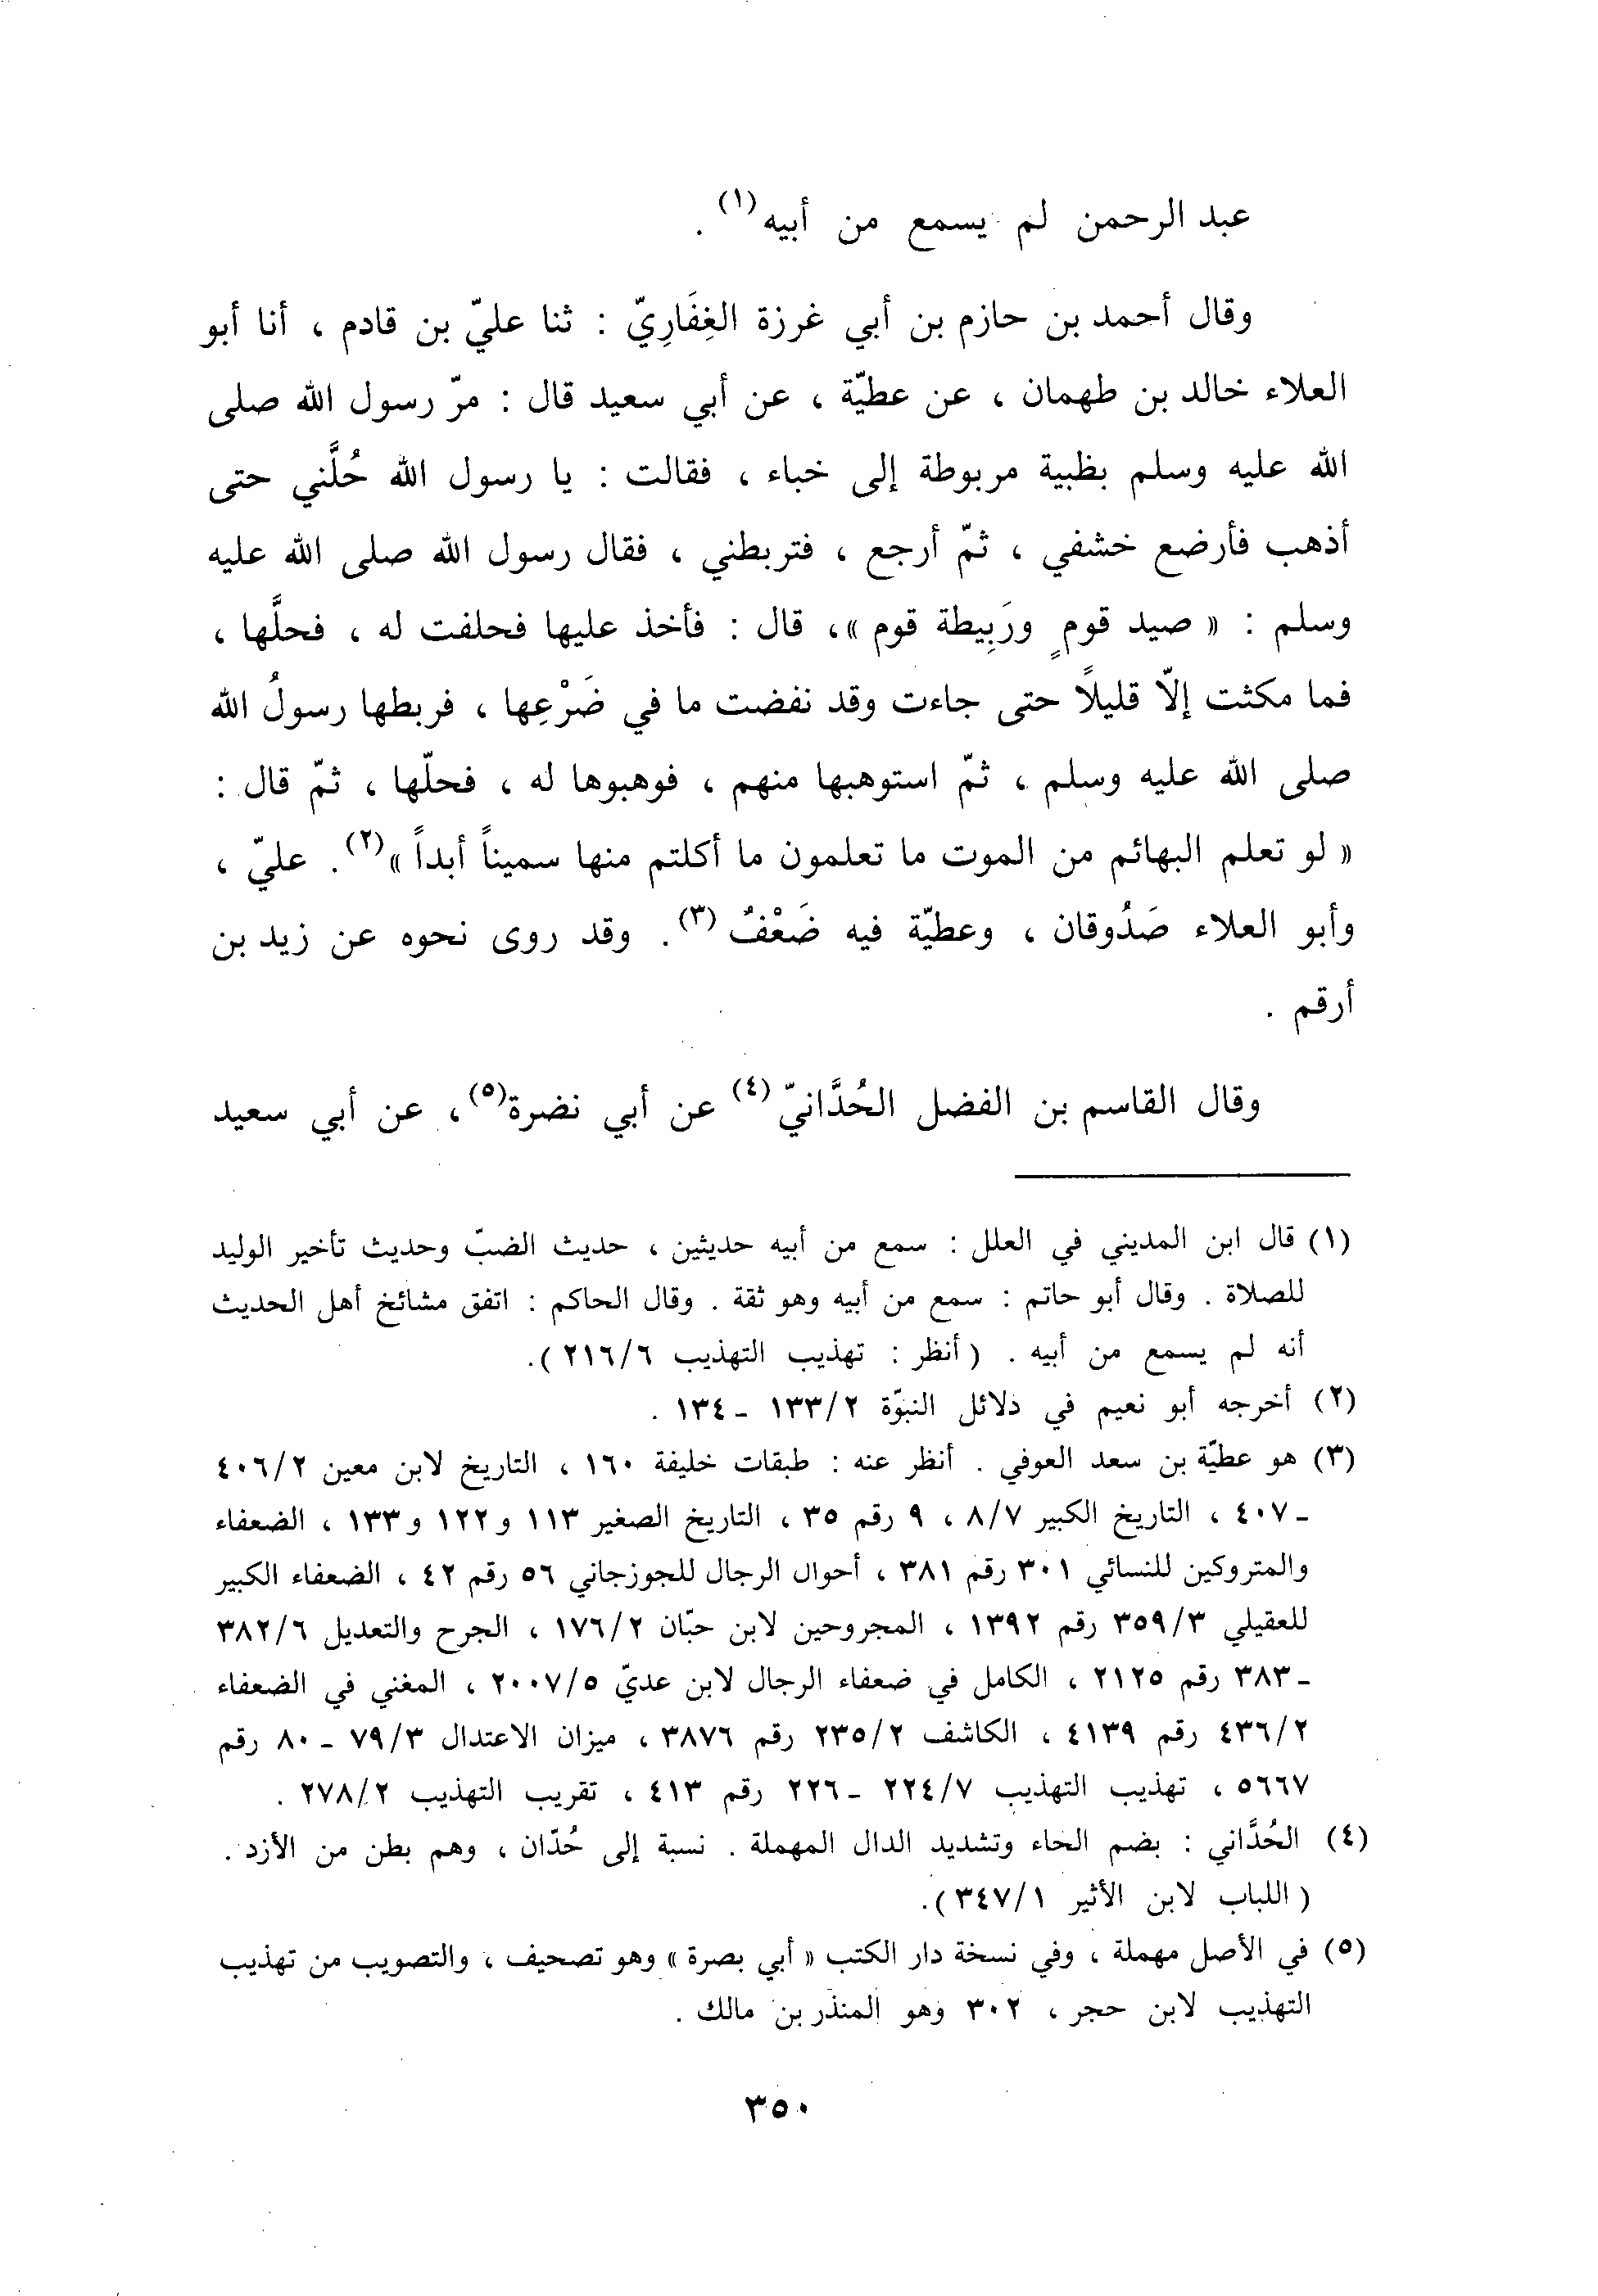 عبد الرحمن لم يسمع من أبيه(١) .
وقال أحمد بن حازم بن أبي غرزة الغِفَارِيّ : ثنا عليّ بن قادم ، أنا أبو
العلاء خالد بن طهمان ، عن عطيّة ، عن أبي سعيد قال : مرّ رسول الله صلى
الله عليه وسلم بظبية مربوطة إلى خباء ، فقالت : يا رسول الله حُلَّني حتى
أذهب فأرضع خشفي ، ثمّ أرجع ، فتربطني ، فقال رسول الله صلى الله عليه
وسلم : « صيد قومٍ ورَبِيطة قوم »، قال : فأخذ عليها فحلفت له ، فحلَّها ،
فما مكثت إلّا قليلًا حتى جاءت وقد نفضت ما في ضَرْعِها ، فربطها رسولُ الله
صلى الله عليه وسلم ، ثمّ استوهبها منهم ، فوهبوها له ، فحلّها ، ثمّ قال :
« لو تعلم البهائم من الموت ما تعلمون ما أكلتم منها سميناً أبداً »(٢) . عليّ ،
وأبو العلاء صَدُوقان ، وعطيّة فيه ضَعْفٌ(٣) . وقد روى نحوه عن زيد بن
أرقم .
وقال القاسم بن الفضل الحُدَّانيّ(٤) عن أبي نضرة(٥) ، عن أبي سعيد
(١) قال ابن المديني في العلل : سمع من أبيه حديثين ، حديث الضبّ وحديث تأخير الوليد
للصلاة . وقال أبو حاتم : سمع من أبيه وهو ثقة . وقال الحاكم : اتفق مشائخ أهل الحديث
أنه لم يسمع من أبيه . ( أنظر : تهذيب التهذيب ٢١٦/٦ ).
(٢) أخرجه أبو نعيم في دلائل النبوّة ١٣٣/٢ ـ ١٣٤ .
(٣) هو عطيّة بن سعد العوفي . أنظر عنه : طبقات خليفة ١٦٠ ، التاريخ لابن معين ٤٠٦/٢
ـ ٤٠٧ ، التاريخ الكبير ٨/٧ ، ٩ رقم ٣٥ ، التاريخ الصغير ١١٣ و ١٢٢ و ١٣٣ ، الضعفاء
والمتروكين للنسائي ٣٠١ رقم ٣٨١ ، أحوال الرجال للجوزجاني ٥٦ رقم ٤٢ ، الضعفاء الكبير
للعقيلي ٣٥٩/٣ رقم ١٣٩٢ ، المجروحين لابن حبّان ١٧٦/٢ ، الجرح والتعديل ٣٨٢/٦
ـ ٣٨٣ رقم ٢١٢٥ ، الكامل في ضعفاء الرجال لابن عديّ ٢٠٠٧/٥ ، المغني في الضعفاء
٤٣٦/٢ رقم ٤١٣٩ ، الكاشف ٢٣٥/٢ رقم ٣٨٧٦ ، ميزان الاعتدال ٧٩/٣ ـ ٨٠ رقم
٥٦٦٧ ، تهذيب التهذيب ٢٢٤/٧ ـ ٢٢٦ رقم ٤١٣ ، تقريب التهذيب ٢٧٨/٢ .
(٤) الحُدَّاني : بضم الحاء وتشديد الدال المهملة . نسبة إلى حُدّان ، وهم بطن من الأزد .
( اللباب لابن الأثير ٣٤٧/١ ).
(٥) في الأصل مهملة ، وفي نسخة دار الكتب « أبي بصرة » وهو تصحيف ، والتصويب من تهذيب
التهذيب لابن حجر ، ٣٠٢ وهو المنذر بن مالك .
٣٥٠